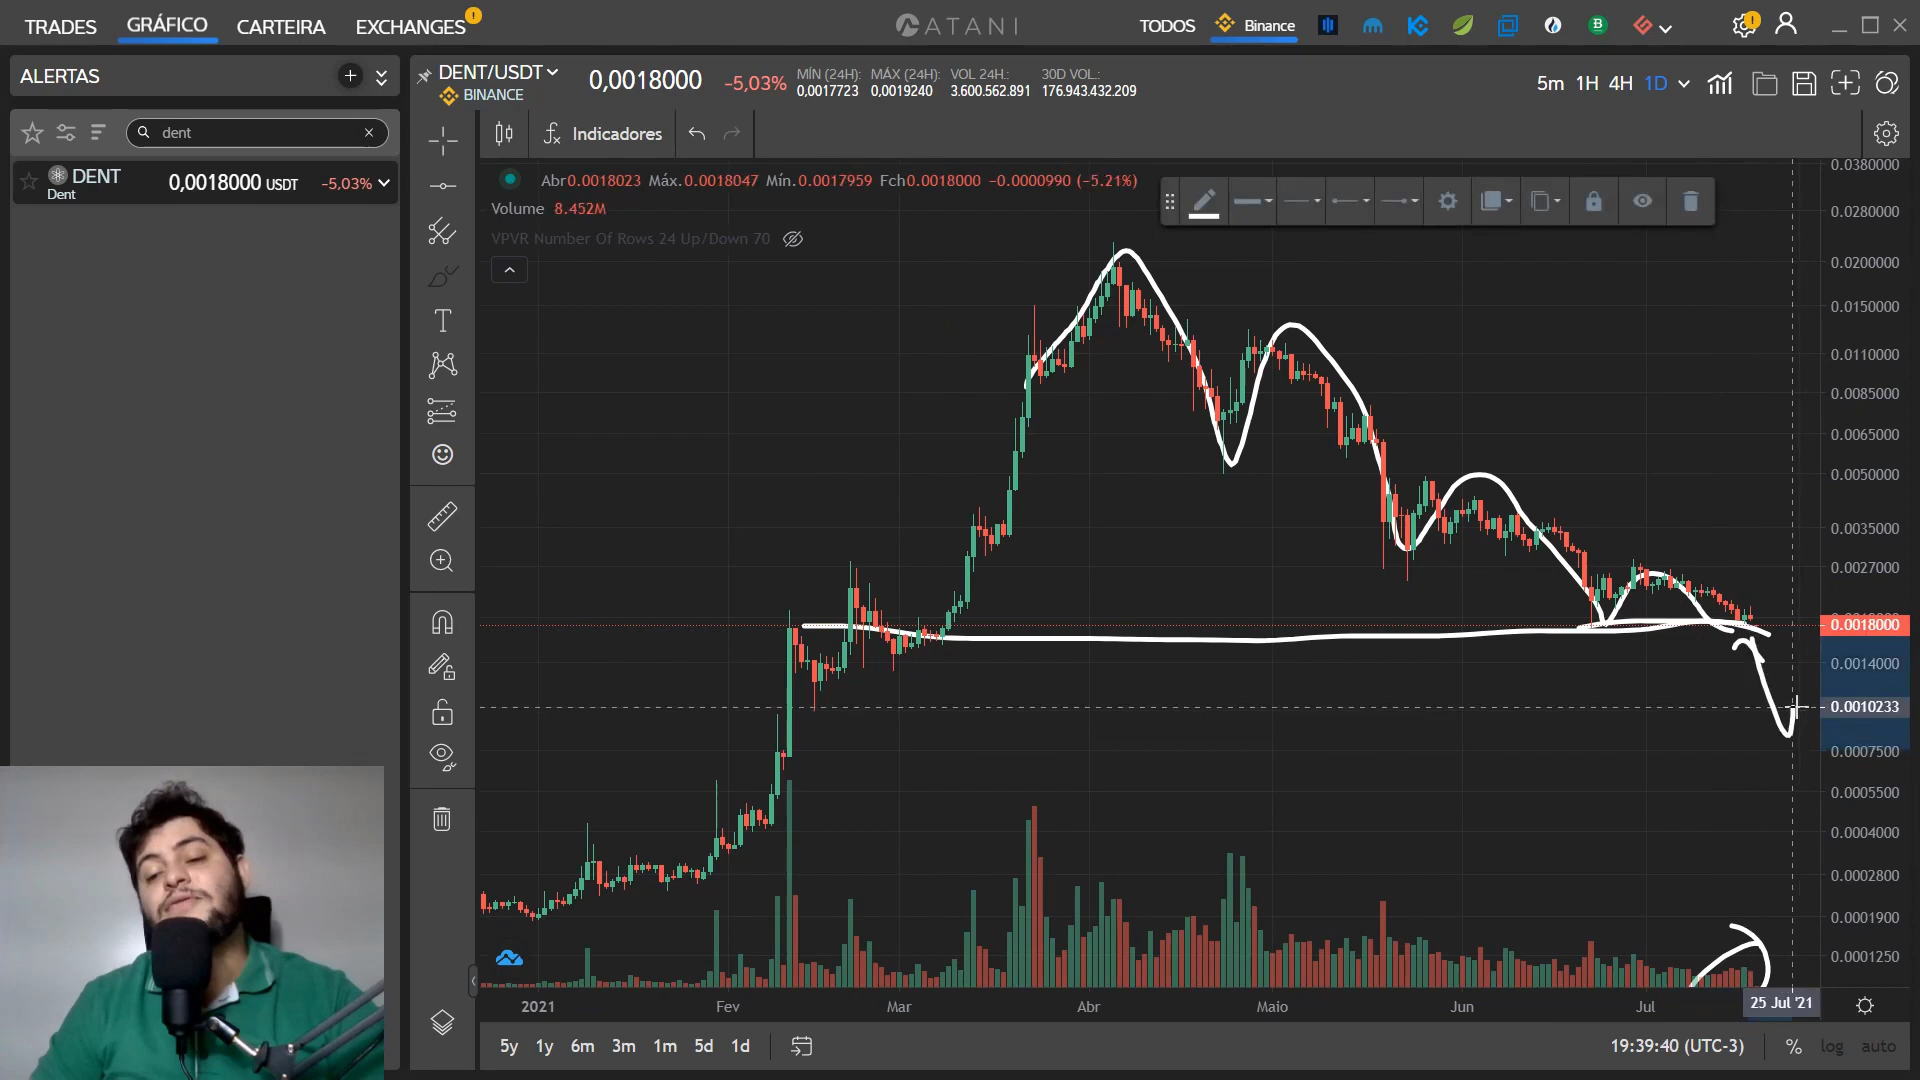 TRADES GRÁFICO CARTEIRA EXCHANGES
ATANI
TODOS Binance
ALERTAS
dent
DENT 0,0018000 USDT -5,03%
Dent
DENT/USDT 0,0018000 -5,03%
BINANCE
MÍN (24H): MÁX (24H): VOL 24H.: 30D VOL.:
0,0017723 0,0019240 3.600.562.891 176.943.432.209
5m 1H 4H 1D
Indicadores
Abr0.0018023 Máx.0.0018047 Mín.0.0017959 Fch0.0018000 −0.0000990 (−5.21%)
Volume 8.452M
VPVR Number Of Rows 24 Up/Down 70
0.0380000
0.0280000
0.0200000
0.0150000
0.0110000
0.0085000
0.0065000
0.0050000
0.0035000
0.0027000
0.0018000
0.0014000
0.0010233
0.0007500
0.0005500
0.0004000
0.0002800
0.0001900
0.0001250
2021 Fev Mar Abr Maio Jun Jul 25 Jul '21
5y 1y 6m 3m 1m 5d 1d
19:39:40 (UTC-3) % log auto